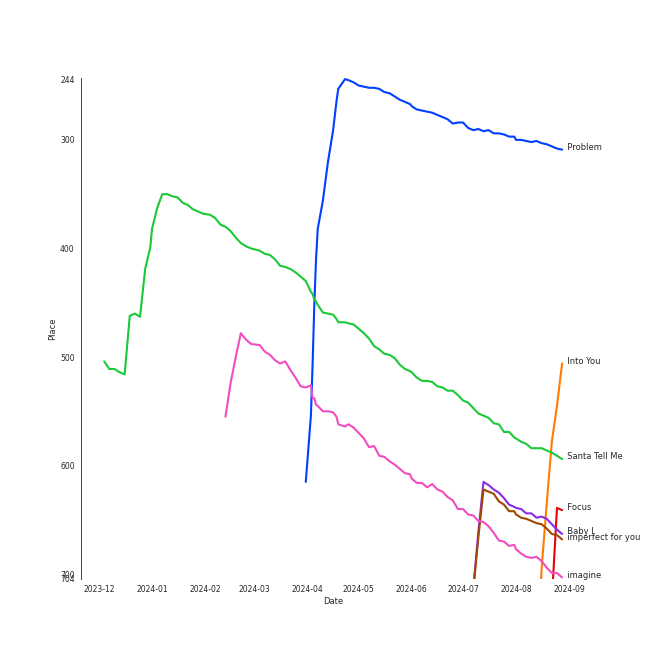 244
300
Problem
400
Place
500
Into You
Santa Tell Me
600
Focus
Baby I
imperfect for you
imagine
700
704
2023-12 2024-01 2024-02 2024-03 2024-04 2024-05 2024-06 2024-07 2024-08 2024-09
Date